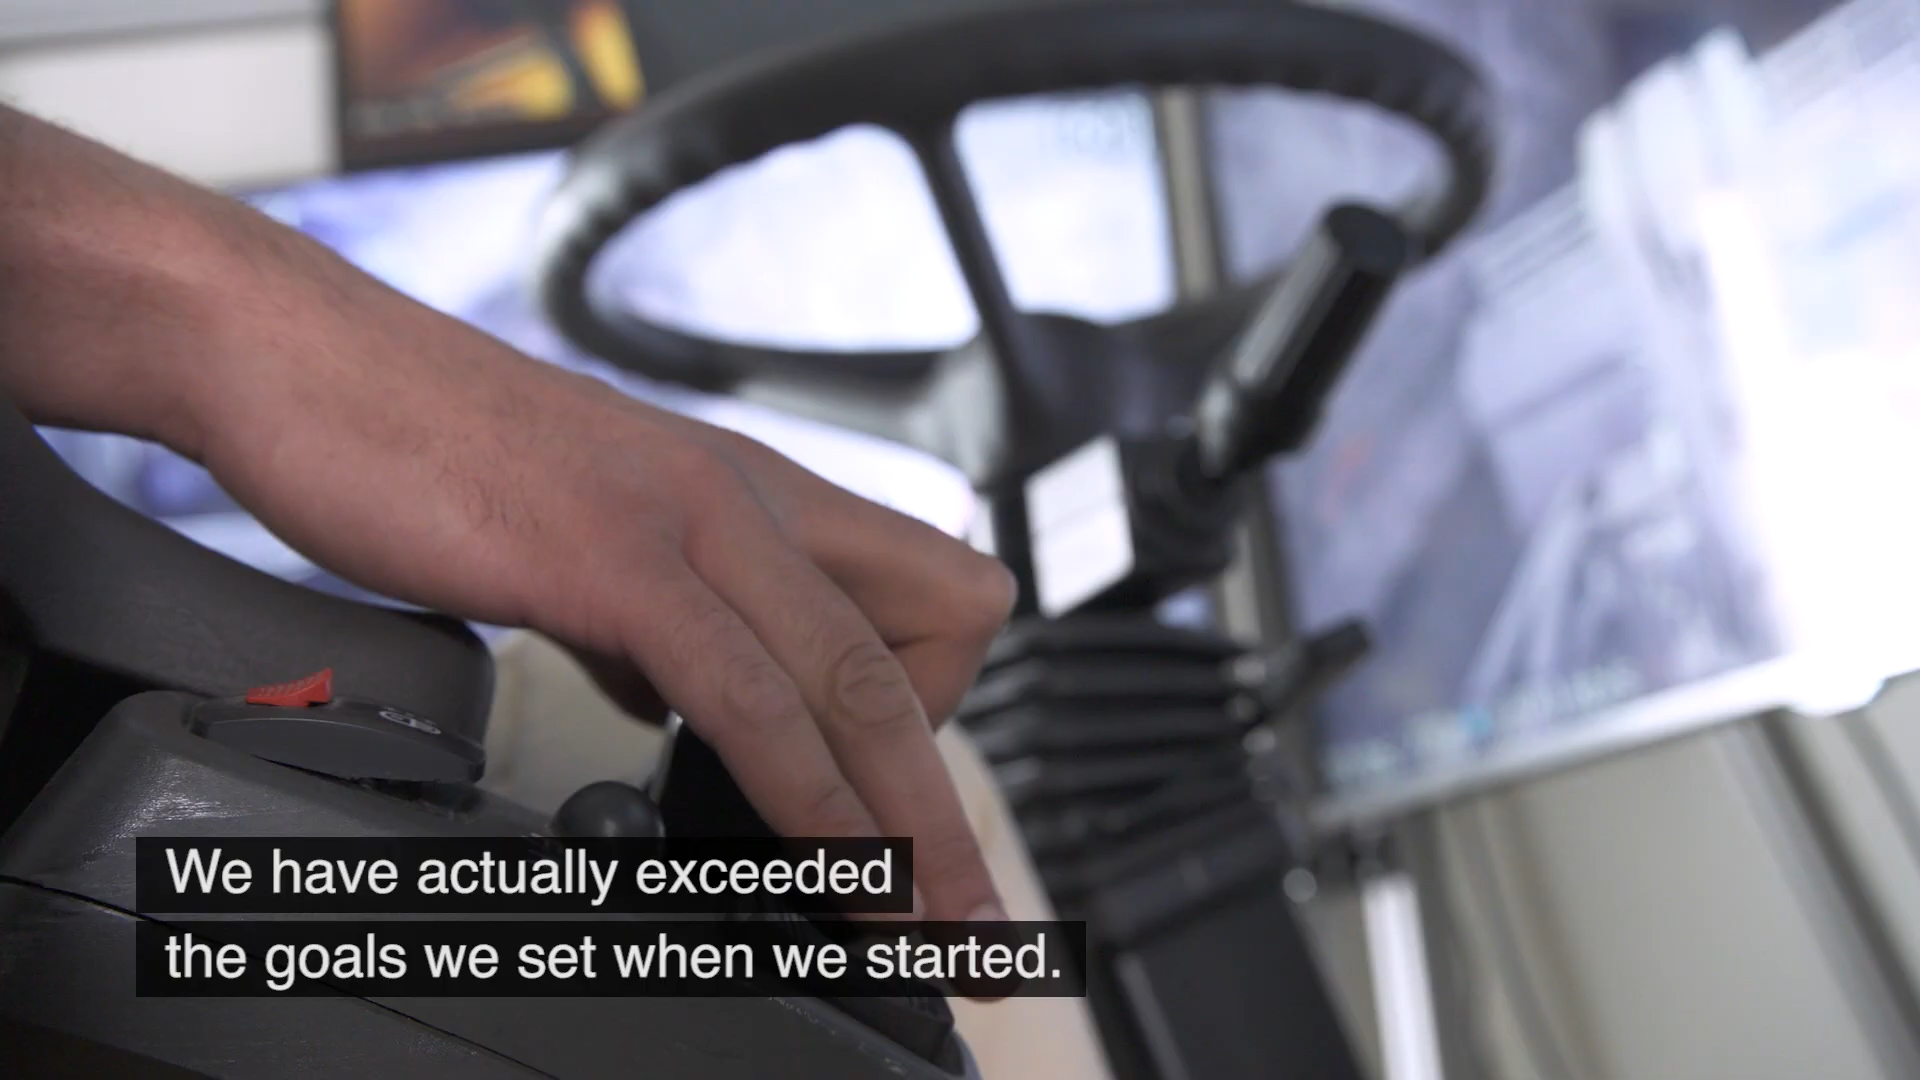 We have actually exceeded
the goals we set when we started.